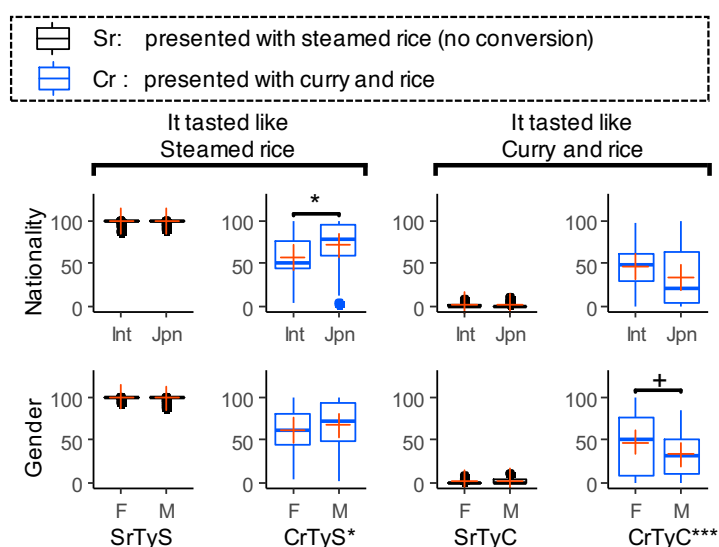 Sr: presented with steamed rice (no conversion)
Cr : presented with curry and rice
It tasted like
Steamed rice
It tasted like
Curry and rice
Nationality
100
50
0
Int Jpn
100
50
0
*
Int Jpn
100
50
0
Int Jpn
100
50
0
Int Jpn
Gender
100
50
0
F M
SrTyS
100
50
0
F M
CrTyS*
100
50
0
F M
SrTyC
100
50
0
+
F M
CrTyC***